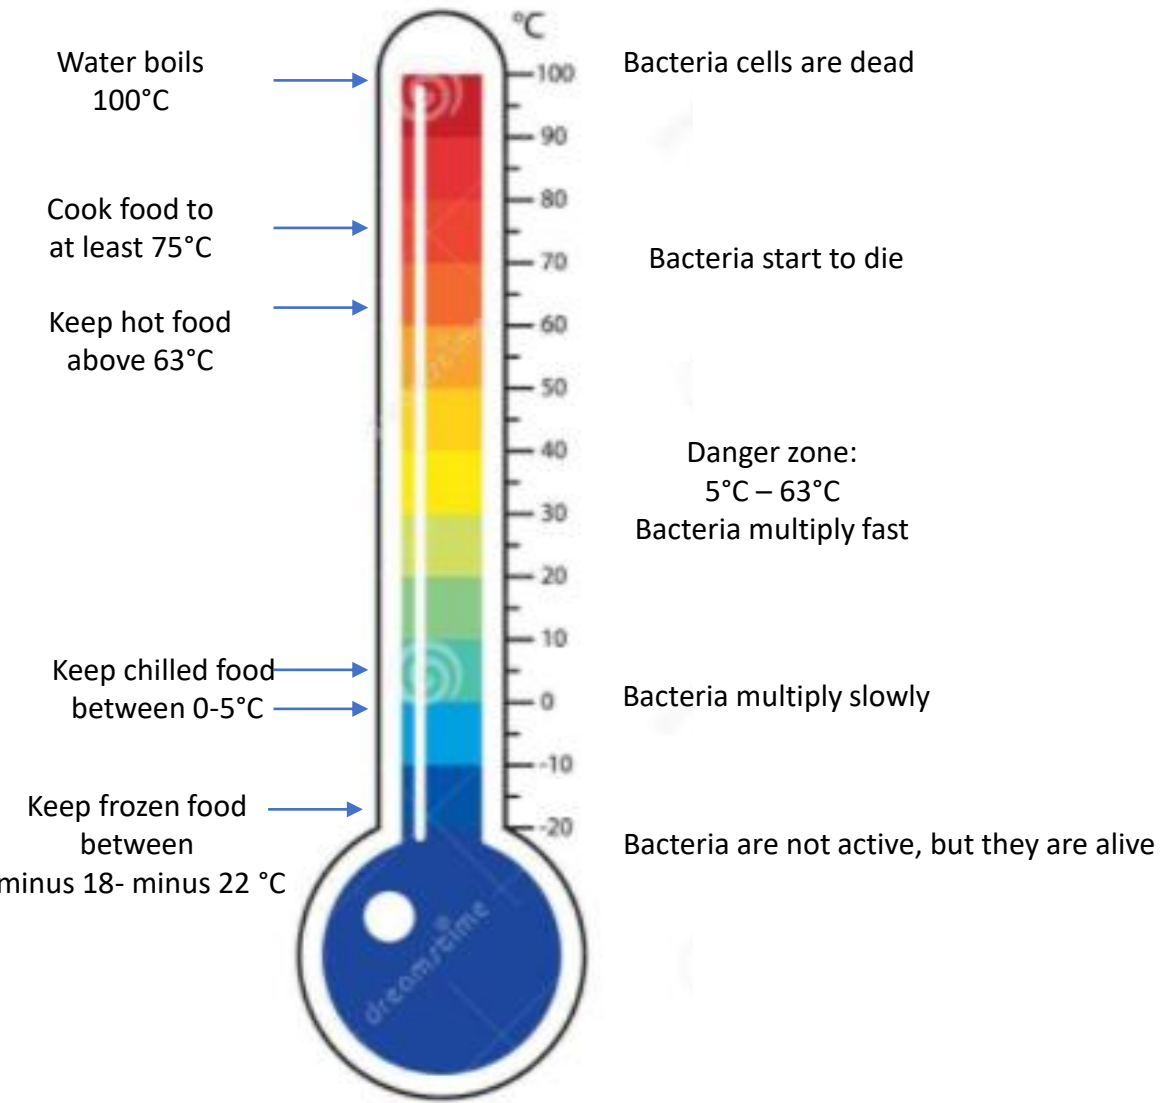 °C
Water boils
100°C
Bacteria cells are dead
100
90
80
Cook food to
at least 75°C
70
Bacteria start to die
Keep hot food
above 63°C
60
50
40
Danger zone:
5°C – 63°C
Bacteria multiply fast
30
20
10
Keep chilled food
between 0-5°C
0
Bacteria multiply slowly
-10
Keep frozen food
between
minus 18- minus 22 °C
-20
Bacteria are not active, but they are alive
dreamstime